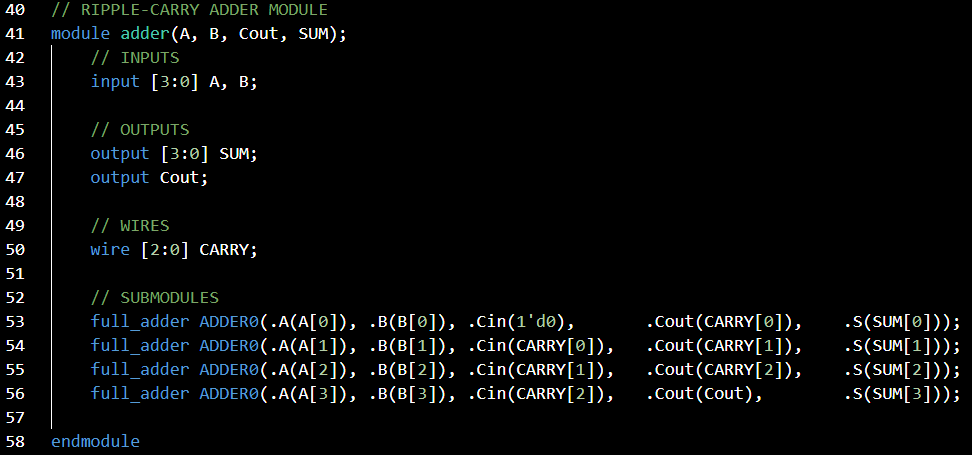 40 // RIPPLE-CARRY ADDER MODULE
41 module adder(A, B, Cout, SUM);
42     // INPUTS
43     input [3:0] A, B;
44
45     // OUTPUTS
46     output [3:0] SUM;
47     output Cout;
48
49     // WIRES
50     wire [2:0] CARRY;
51
52     // SUBMODULES
53     full_adder ADDER0(.A(A[0]), .B(B[0]), .Cin(1'd0),       .Cout(CARRY[0]),    .S(SUM[0]));
54     full_adder ADDER0(.A(A[1]), .B(B[1]), .Cin(CARRY[0]),   .Cout(CARRY[1]),    .S(SUM[1]));
55     full_adder ADDER0(.A(A[2]), .B(B[2]), .Cin(CARRY[1]),   .Cout(CARRY[2]),    .S(SUM[2]));
56     full_adder ADDER0(.A(A[3]), .B(B[3]), .Cin(CARRY[2]),   .Cout(Cout),        .S(SUM[3]));
57
58 endmodule